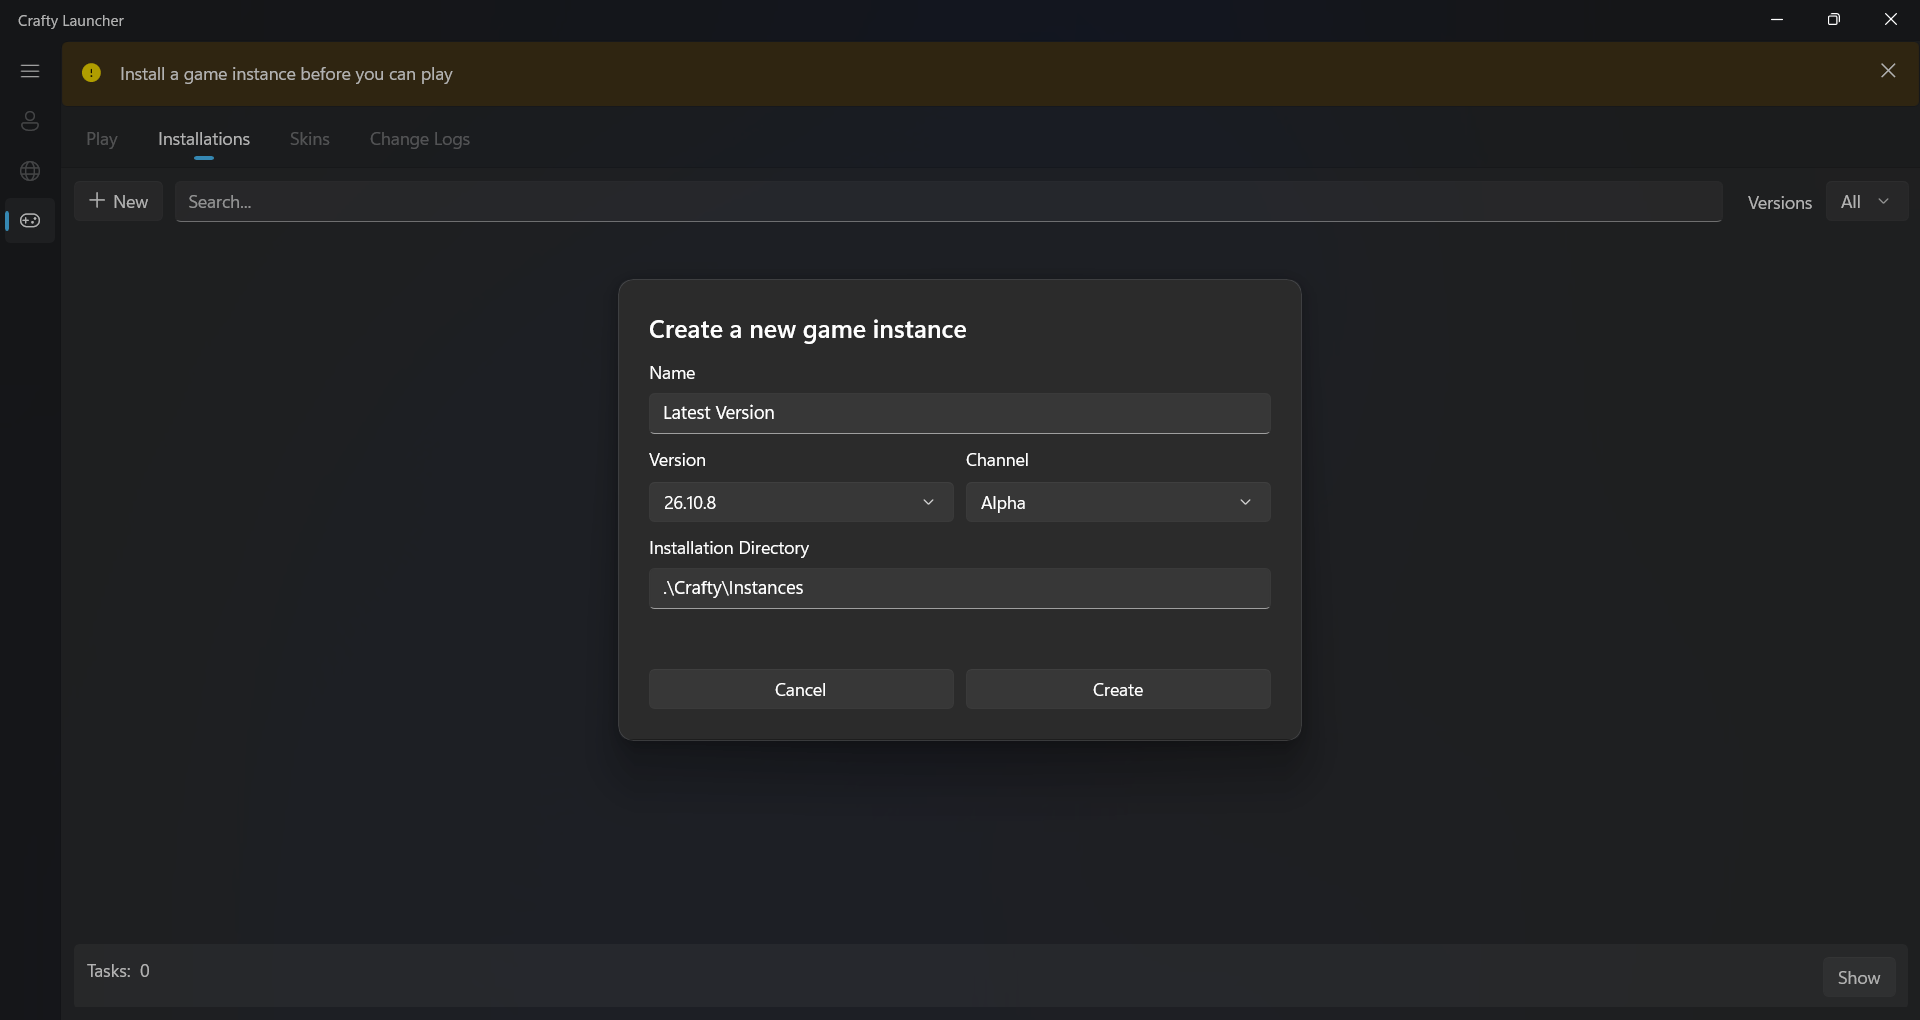 Crafty Launcher
Install a game instance before you can play
Play Installations Skins Change Logs
New Search... Versions All
Create a new game instance
Name
Latest Version
Version Channel
26.10.8 Alpha
Installation Directory
.\Crafty\Instances
Cancel Create
Tasks: 0
Show